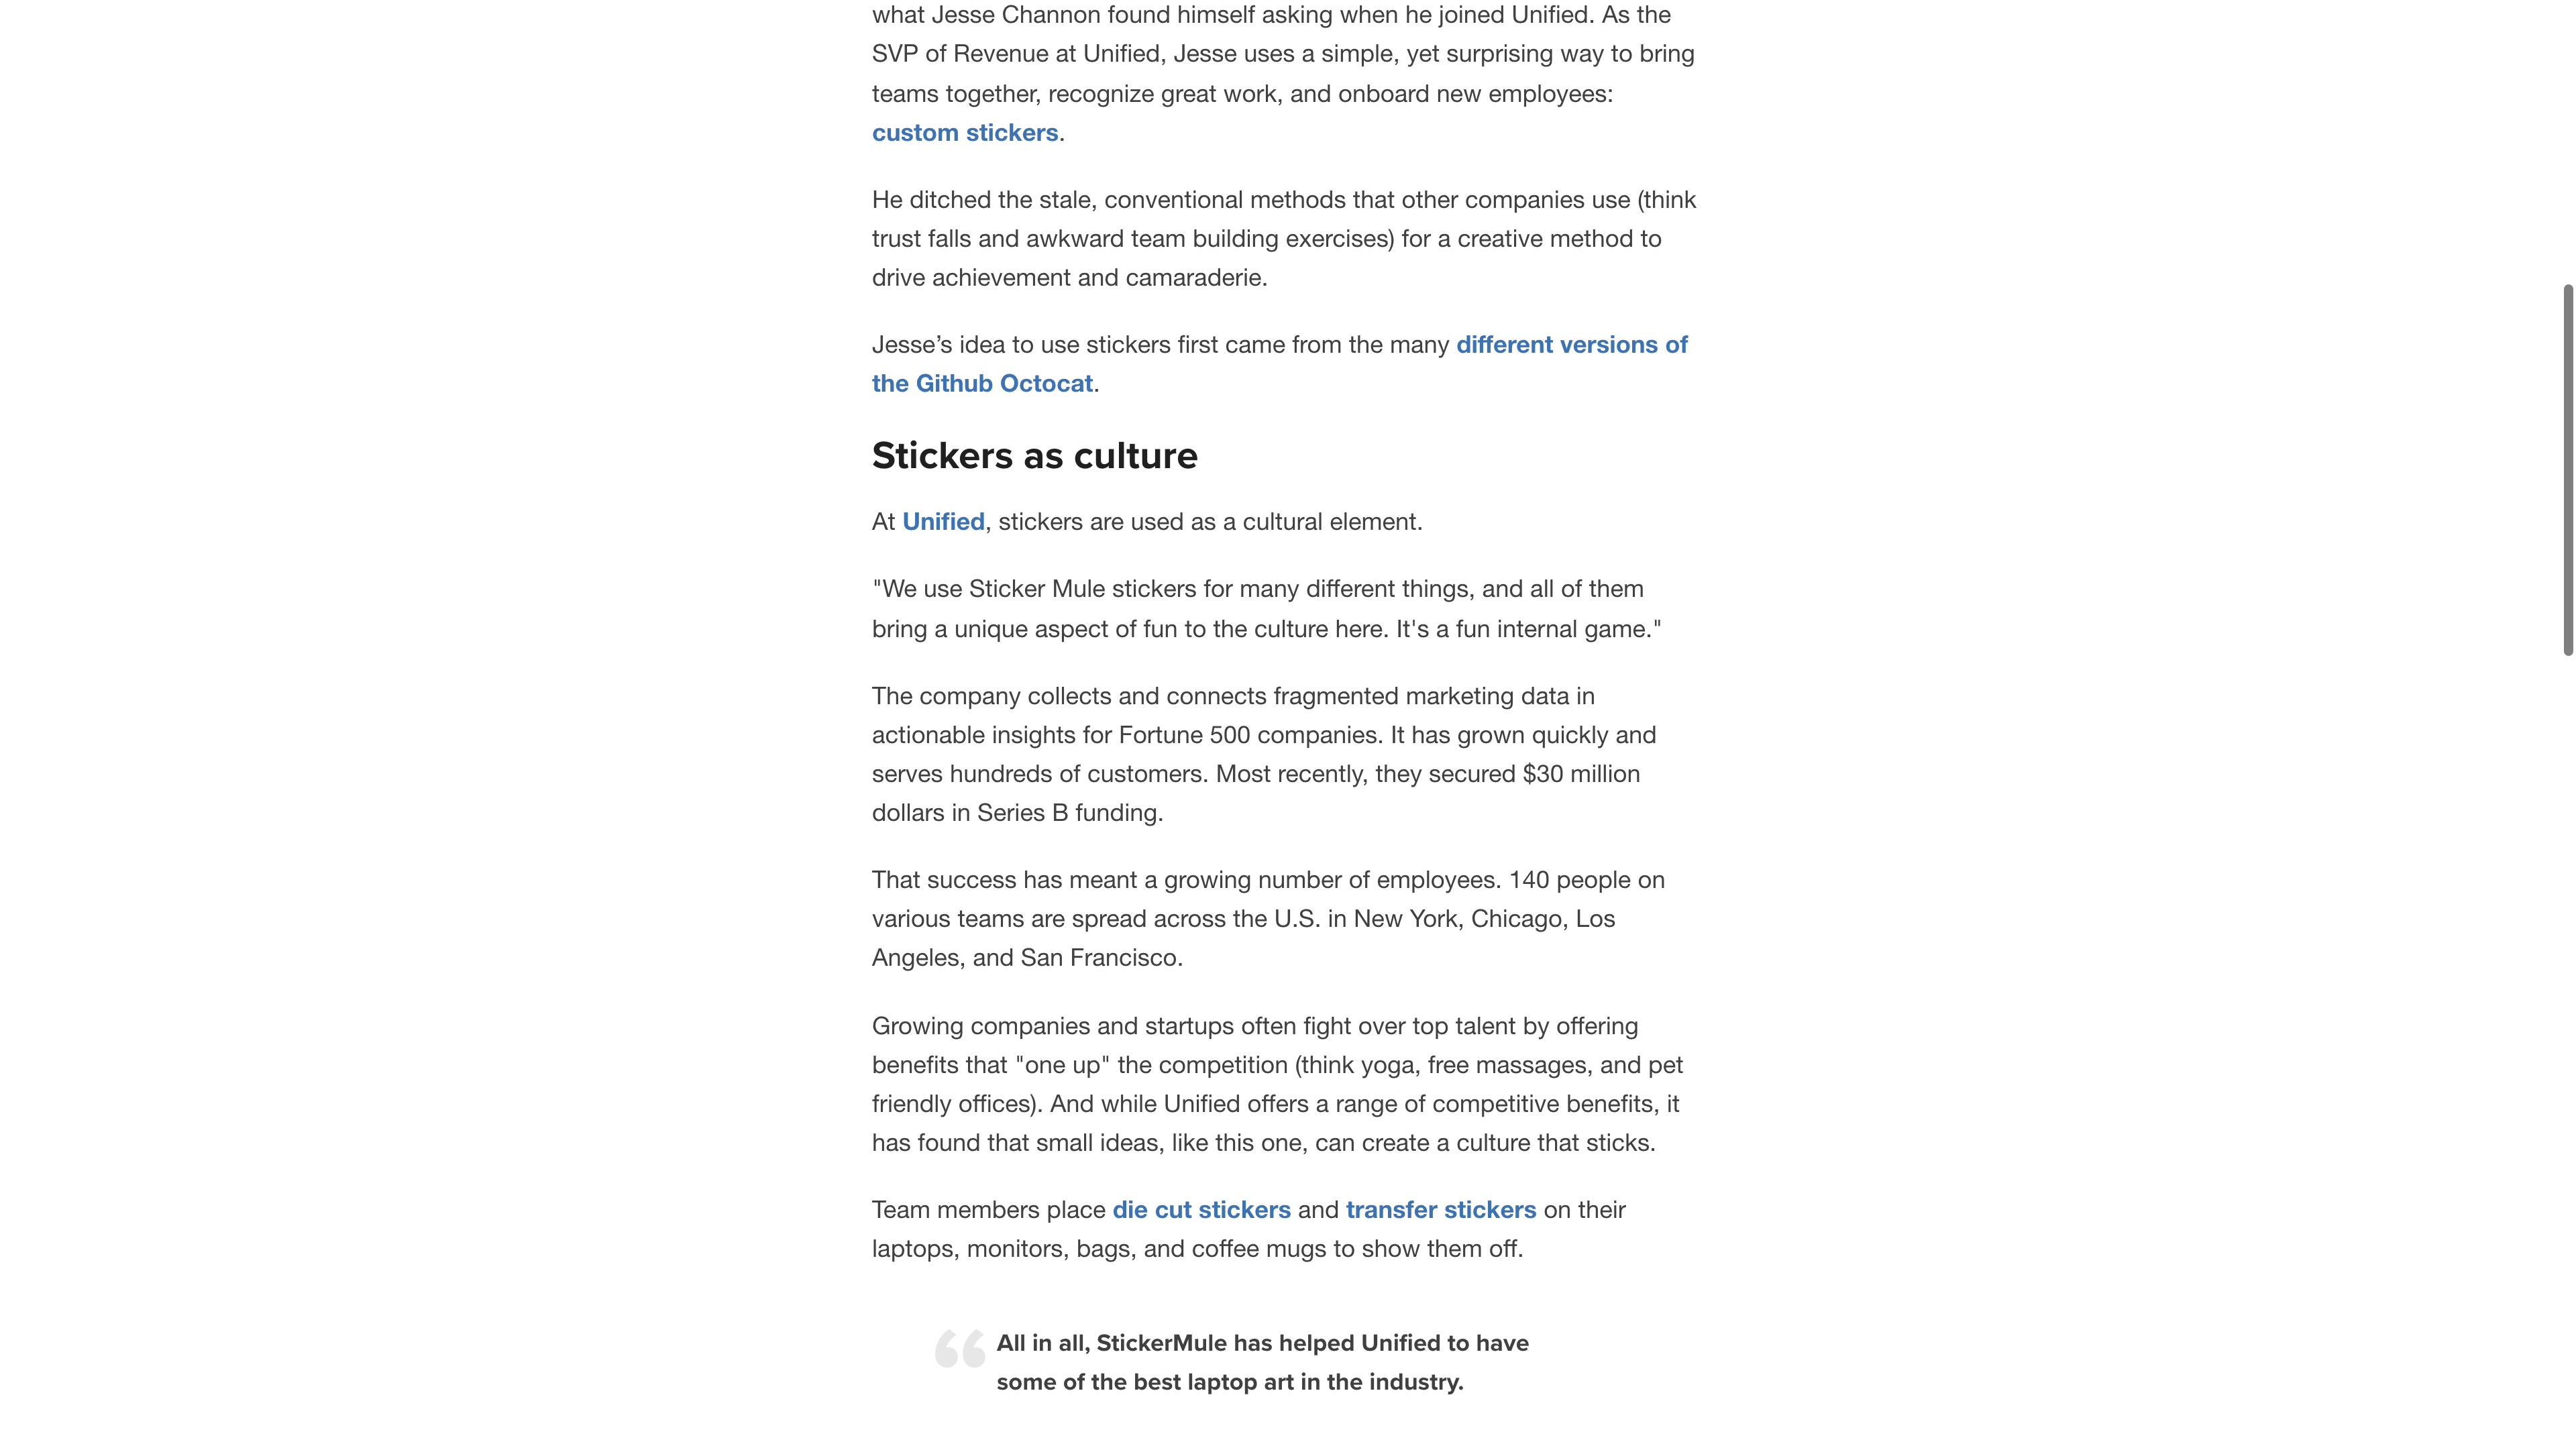 what Jesse Channon found himself asking when he joined Unified. As the
SVP of Revenue at Unified, Jesse uses a simple, yet surprising way to bring
teams together, recognize great work, and onboard new employees:
custom stickers.
He ditched the stale, conventional methods that other companies use (think
trust falls and awkward team building exercises) for a creative method to
drive achievement and camaraderie.
Jesse’s idea to use stickers first came from the many different versions of
the Github Octocat.
Stickers as culture
At Unified, stickers are used as a cultural element.
"We use Sticker Mule stickers for many different things, and all of them
bring a unique aspect of fun to the culture here. It's a fun internal game."
The company collects and connects fragmented marketing data in
actionable insights for Fortune 500 companies. It has grown quickly and
serves hundreds of customers. Most recently, they secured $30 million
dollars in Series B funding.
That success has meant a growing number of employees. 140 people on
various teams are spread across the U.S. in New York, Chicago, Los
Angeles, and San Francisco.
Growing companies and startups often fight over top talent by offering
benefits that "one up" the competition (think yoga, free massages, and pet
friendly offices). And while Unified offers a range of competitive benefits, it
has found that small ideas, like this one, can create a culture that sticks.
Team members place die cut stickers and transfer stickers on their
laptops, monitors, bags, and coffee mugs to show them off.
“ All in all, StickerMule has helped Unified to have
some of the best laptop art in the industry.